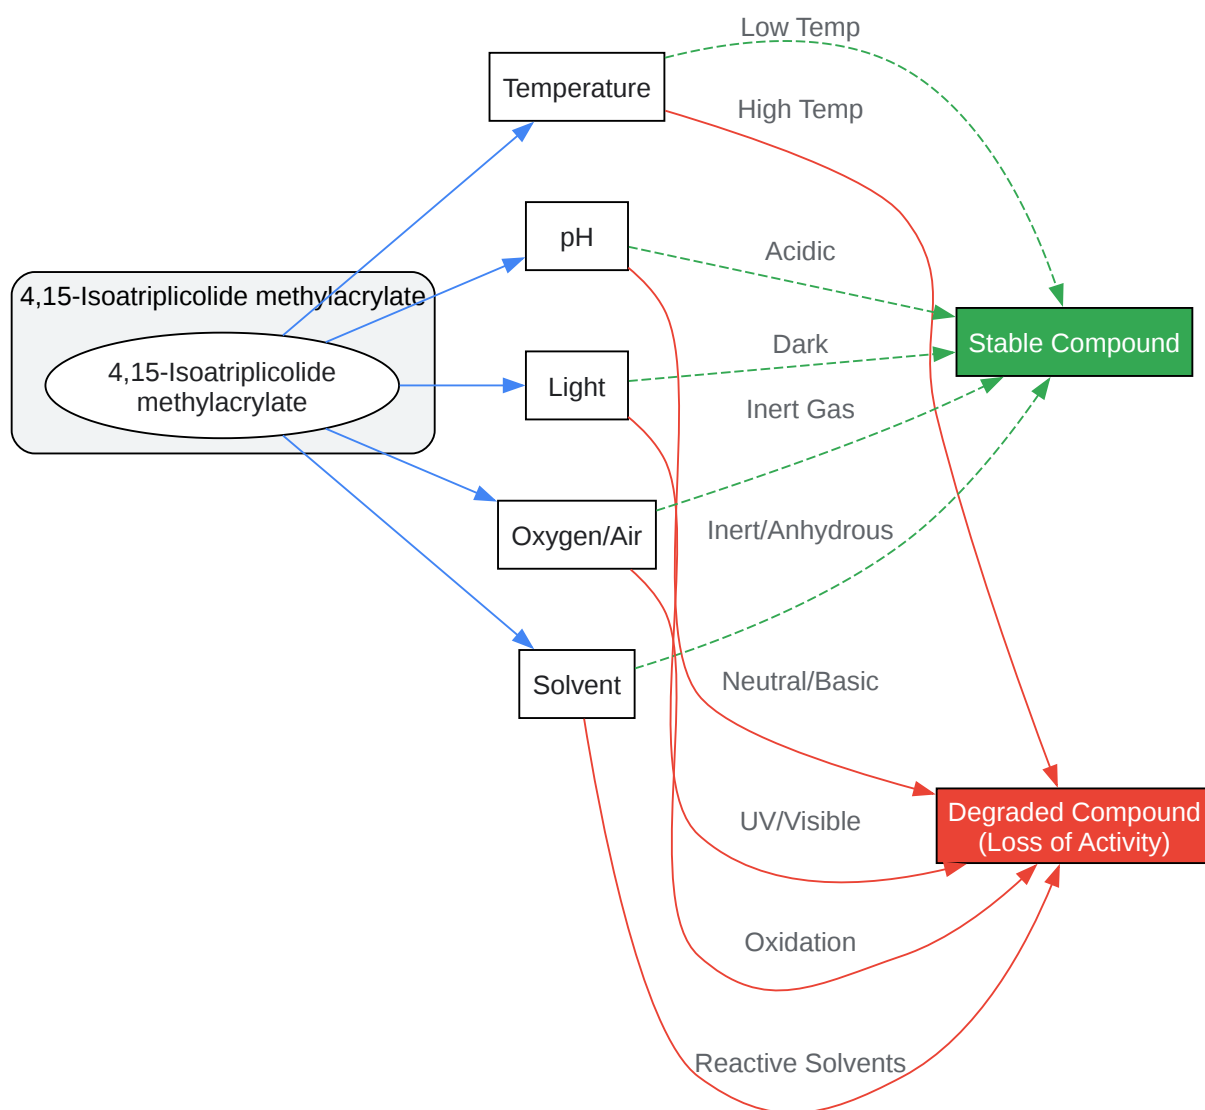 Low Temp
Temperature
High Temp
pH
Acidic
4,15-Isoatriplicolide methylacrylate
4,15-Isoatriplicolide
methylacrylate
Stable Compound
Dark
Light
Inert Gas
Oxygen/Air
Inert/Anhydrous
Solvent
Neutral/Basic
UV/Visible
Degraded Compound
(Loss of Activity)
Oxidation
Reactive Solvents